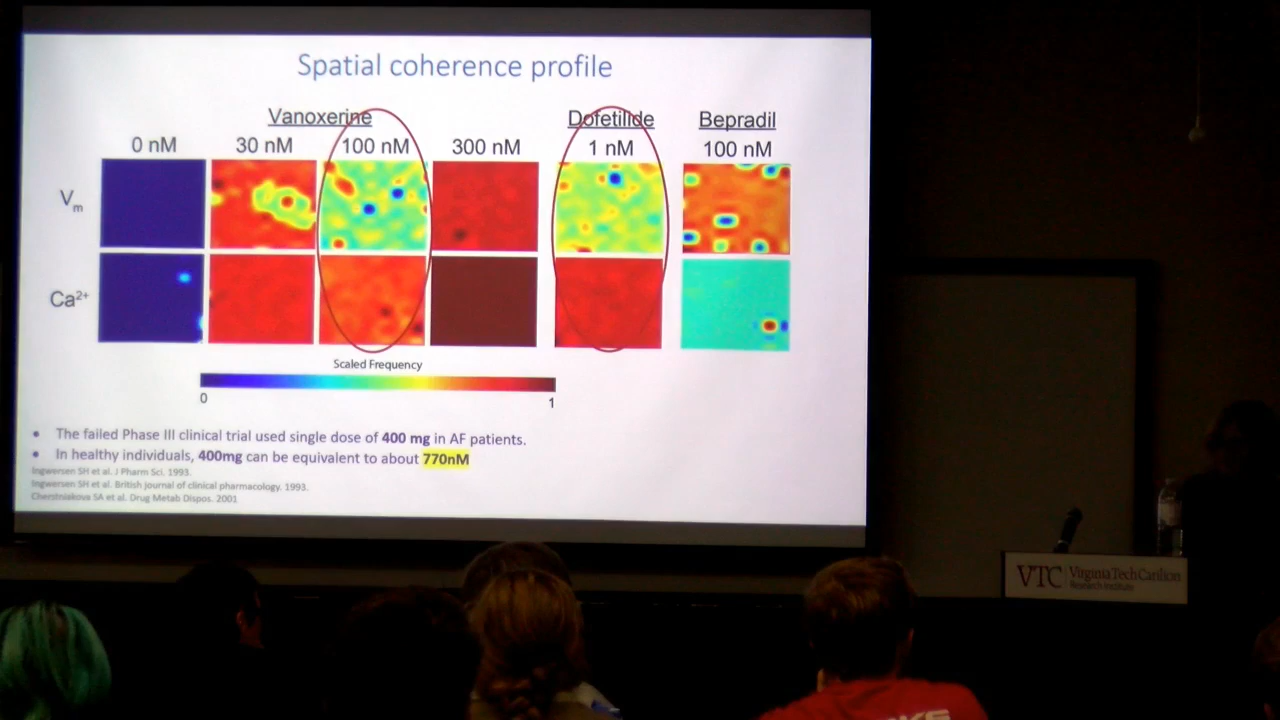 Spatial coherence profile
Vanoxerine Dofetilide Bepradil
0 nM 30 nM 100 nM 300 nM 1 nM 100 nM
Vm
Ca2+
Scaled Frequency
0 1
• The failed Phase III clinical trial used single dose of 400 mg in AF patients.
• In healthy individuals, 400mg can be equivalent to about 770nM
Ingwersen SH et al. J Pharm Sci. 1993.
Ingwersen SH et al. British journal of clinical pharmacology. 1993.
Cherstniakova SA et al. Drug Metab Dispos. 2001
VTC Virginia Tech Carilion
Research Institute